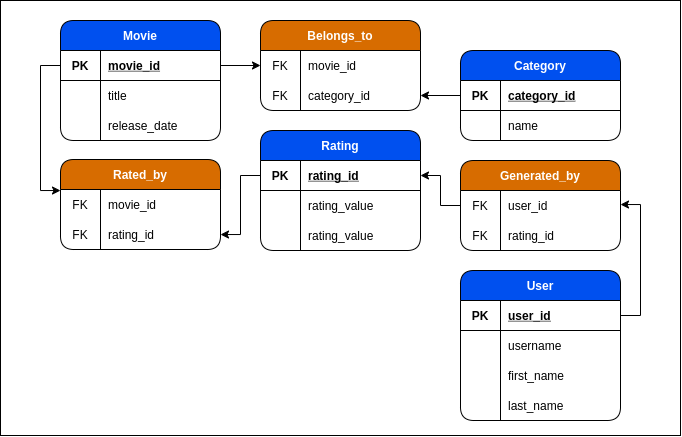 Movie
PK movie_id
title
release_date
Belongs_to
FK movie_id
FK category_id
Category
PK category_id
name
Rated_by
FK movie_id
FK rating_id
Rating
PK rating_id
rating_value
rating_value
Generated_by
FK user_id
FK rating_id
User
PK user_id
username
first_name
last_name